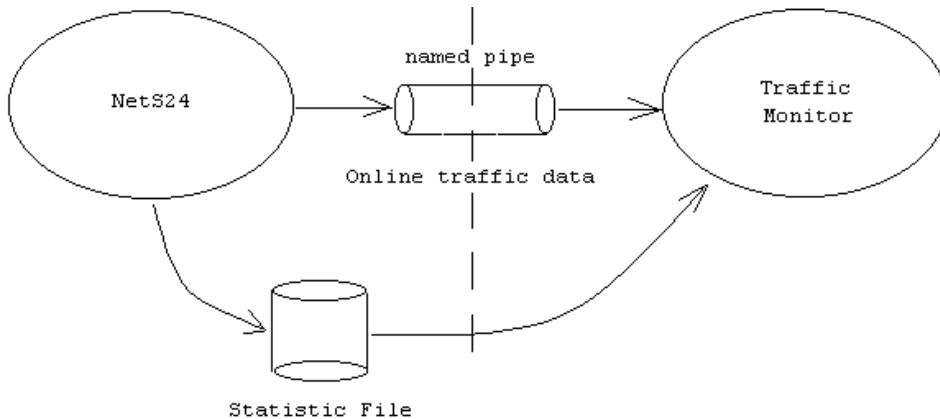 named pipe
NetS24
Traffic
Monitor
Online traffic data
Statistic File